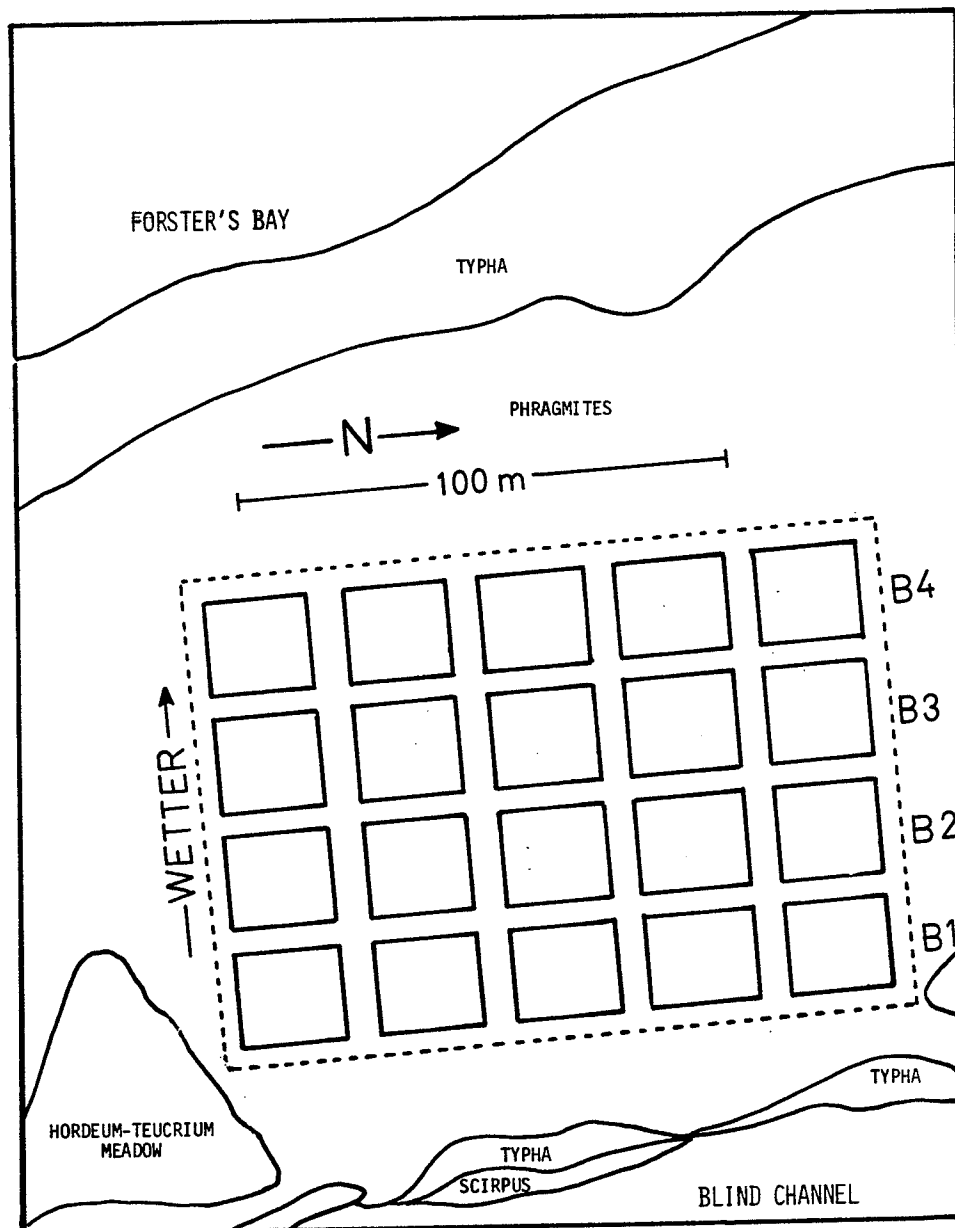 FORSTER'S BAY
TYPHA
PHRAGMITES
N
100 m
B4
B3
WETTER
B2
B1
TYPHA
HORDEUM-TEUCRIUM
MEADOW
TYPHA
SCIRPUS
BLIND CHANNEL